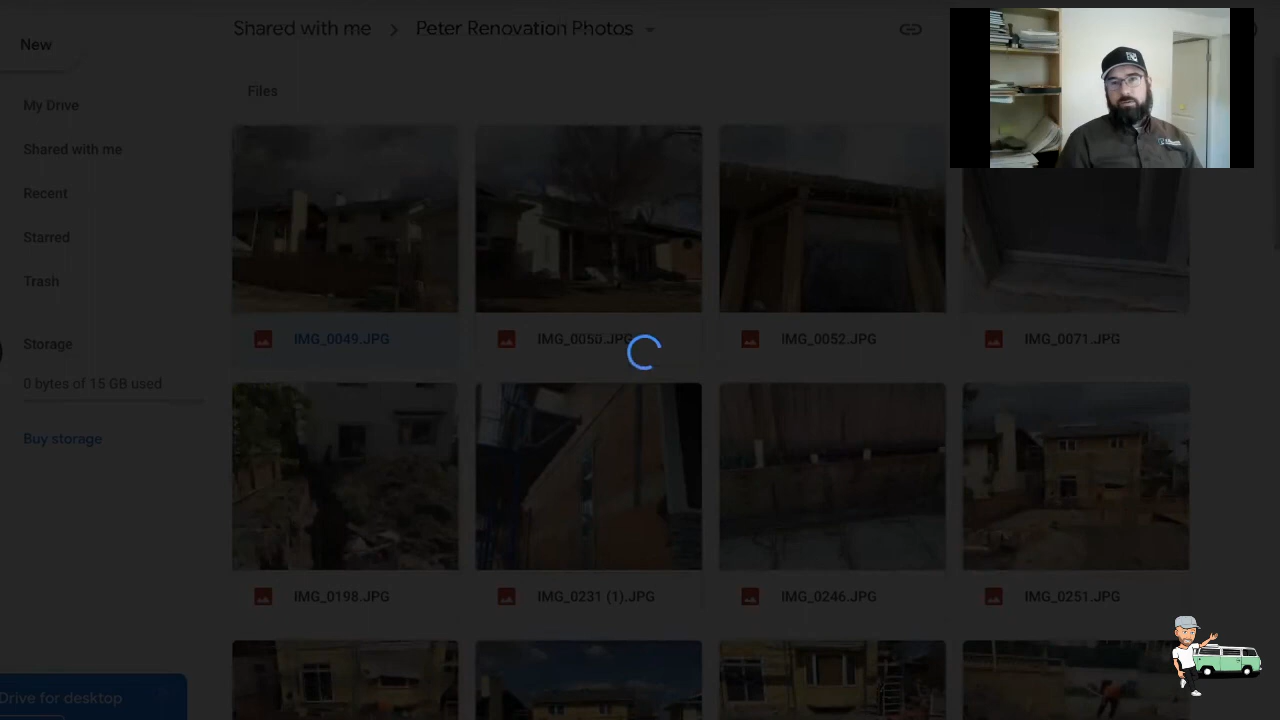 New
Shared with me
Peter Renovation Photos
My Drive
Shared with me
Recent
Starred
Trash
Storage
0 bytes of 15 GB used
Buy storage
Drive for desktop
Files
IMG_0049.JPG
IMG_0050.JPG
IMG_0052.JPG
IMG_0071.JPG
IMG_0198.JPG
IMG_0231 (1).JPG
IMG_0246.JPG
IMG_0251.JPG